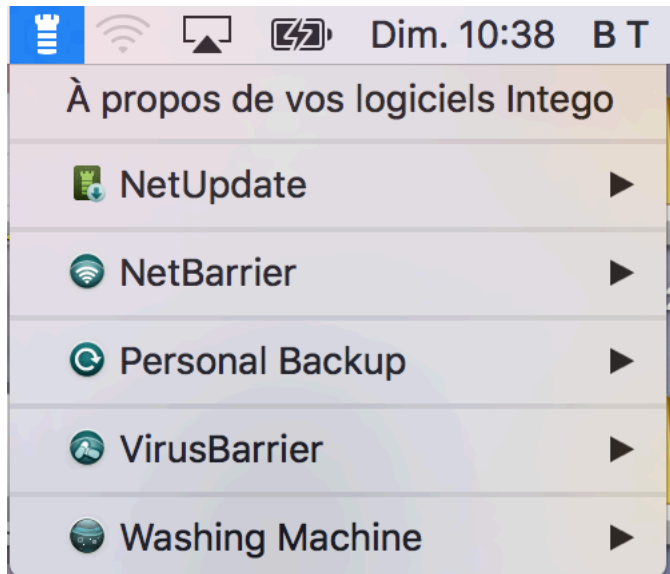 Dim. 10:38 B T
À propos de vos logiciels Intego
NetUpdate
NetBarrier
Personal Backup
VirusBarrier
Washing Machine